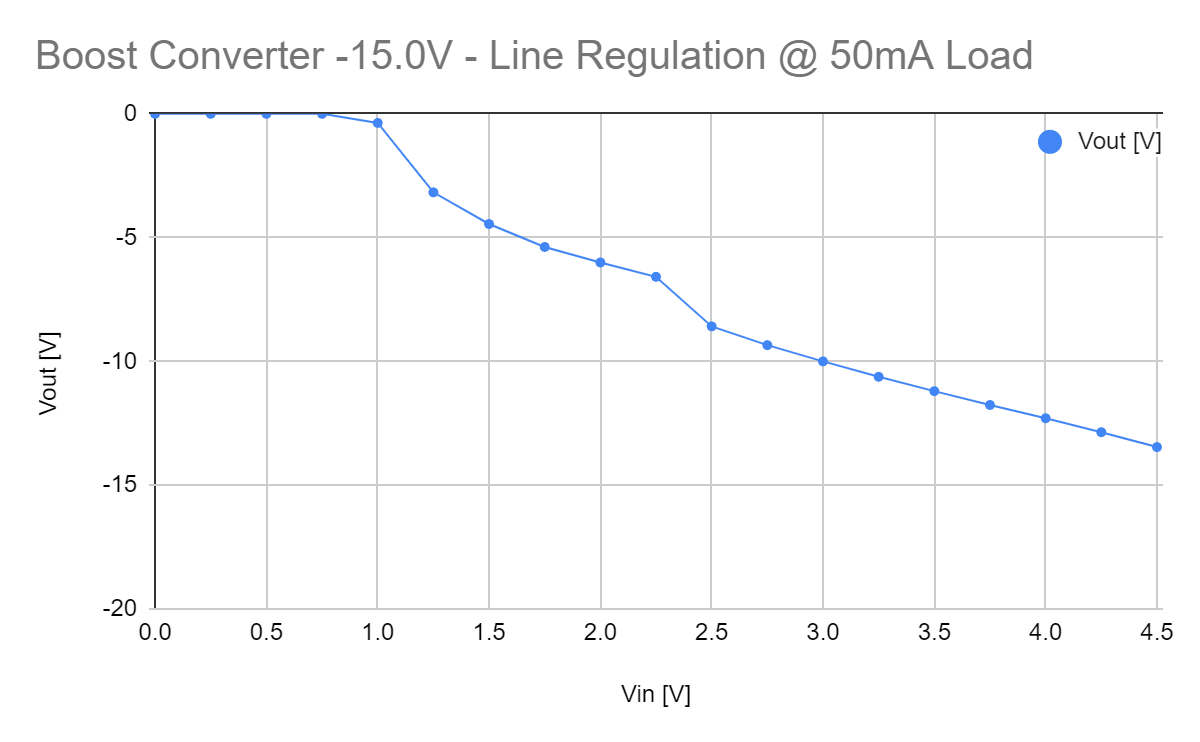 Boost Converter -15.0V - Line Regulation @ 50mA Load
Vout [V]
Vout [V]
0
-5
-10
-15
-20
0.0 0.5 1.0 1.5 2.0 2.5 3.0 3.5 4.0 4.5
Vin [V]